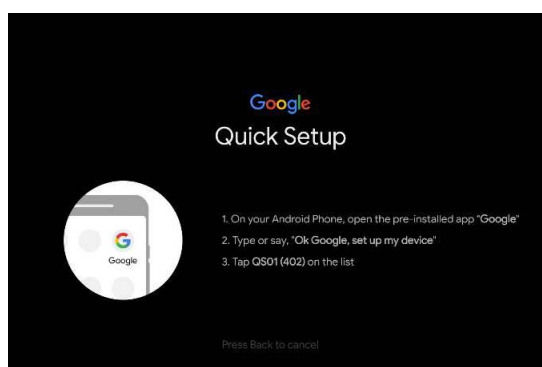 Google
Quick Setup
1. On your Android Phone, open the pre-installed app "Google"
2. Type or say, "Ok Google, set up my device"
3. Tap QS01 (402) on the list
G
Google
Press Back to cancel